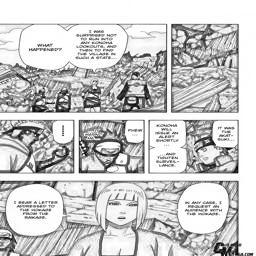 I WAS
SURPRISED NOT
TO RUN INTO
ANY KONOHA
LOOKOUTS,
AND THEN TO FIND
THE VILLAGE IN
SUCH A STATE.
WHAT
HAPPENED?
IT WAS
THE
AKAT-
SUKI.
KONOHA
WILL
ISSUE AN
ALERT
SHORTLY
...
...AND
TIGHTEN
SURVEIL-
LANCE.
PHEW...
IN ANY CASE, I
REQUEST AN
AUDIENCE WITH
THE HOKAGE.
I BEAR A LETTER
ADDRESSED TO
THE HOKAGE
FROM THE
RAIKAGE.